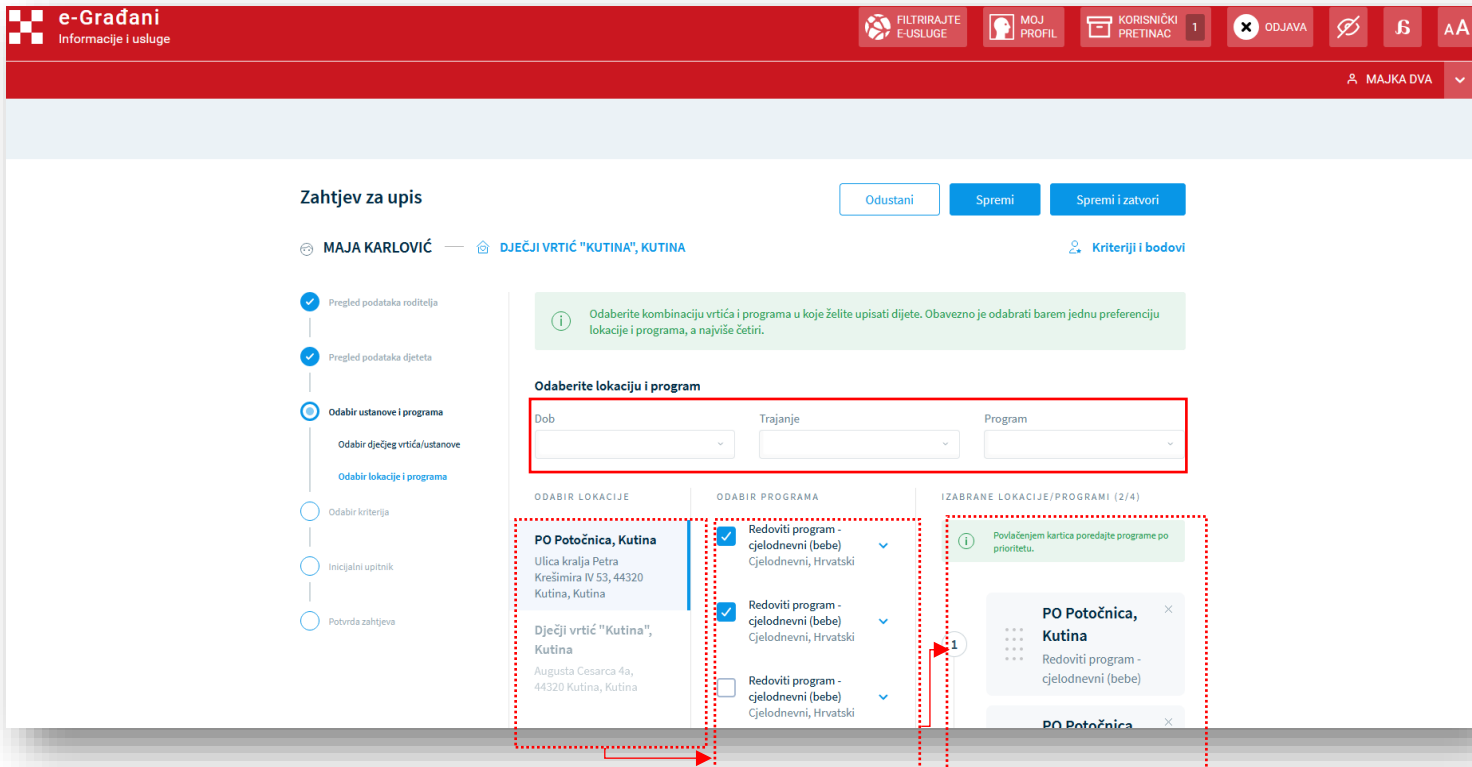 e-Građani
Informacije i usluge
FILTRIRAJTE
E-USLUGE
MOJ
PROFIL
KORISNIČKI
PRETINAC
1
ODJAVA
a
AA
MAJKA DVA
Zahtjev za upis
Odustani
Spremi
Spremi i zatvori
MAJA KARLOVIĆ
DJEČJI VRTIĆ "KUTINA", KUTINA
Kriteriji i bodovi
Pregled podataka roditelja
Pregled podataka djeteta
Odabir ustanove i programa
Odabir dječjeg vrtića/ustanove
Odabir lokacije i programa
Odabir kriterija
Inicijalni upitnik
Potvrda zahtjeva
Odaberite kombinaciju vrtića i programa u koje želite upisati dijete. Obavezno je odabrati barem jednu preferenciju
lokacije i programa, a najviše četiri.
Odaberite lokaciju i program
Dob
Trajanje
Program
ODABIR LOKACIJE
PO Potočnica, Kutina
Ulica kralja Petra
Krešimira IV 53, 44320
Kutina, Kutina
Dječji vrtić "Kutina",
Kutina
Augusta Cesarca 4a,
44320 Kutina, Kutina
ODABIR PROGRAMA
Redoviti program -
cjelodnevni (bebe)
Cjelodnevni, Hrvatski
Redoviti program -
cjelodnevni (bebe)
Cjelodnevni, Hrvatski
Redoviti program -
cjelodnevni (bebe)
Cjelodnevni, Hrvatski
IZABRANE LOKACIJE/PROGRAMI (2/4)
Povlačenjem kartica poredajte programe po
prioritetu.
1
PO Potočnica,
Kutina
Redoviti program -
cjelodnevni (bebe)
PO Potočnica